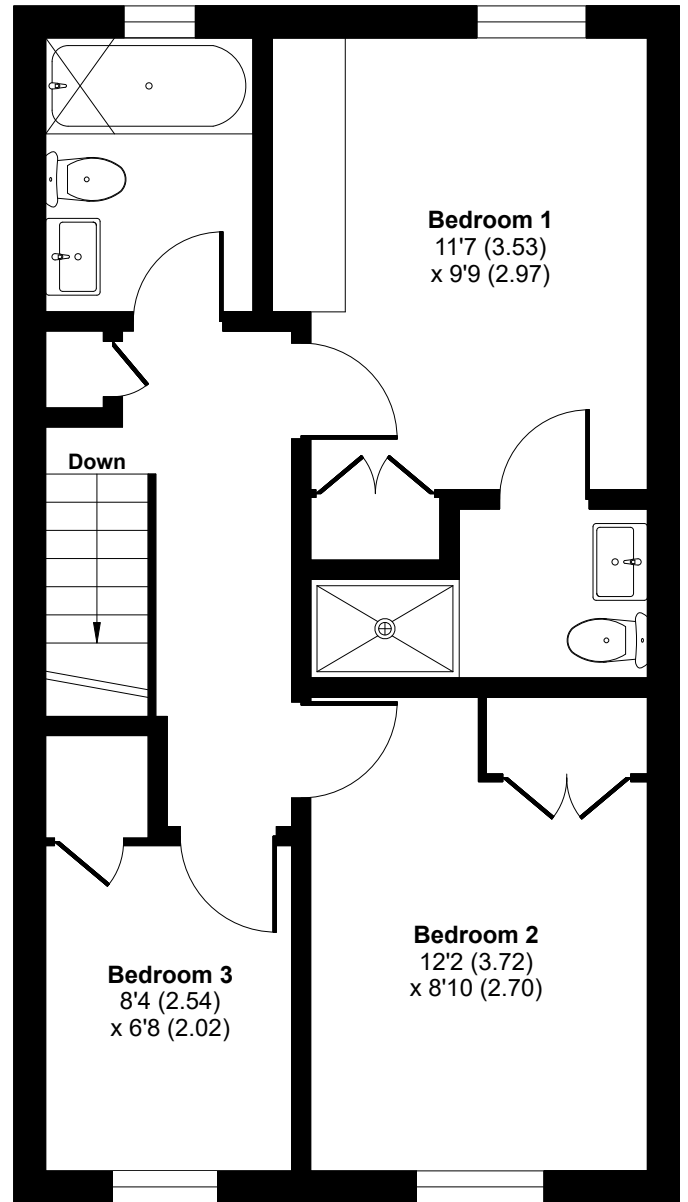 Bedroom 1
11'7 (3.53)
x 9'9 (2.97)
Down
Bedroom 2
12'2 (3.72)
x 8'10 (2.70)
Bedroom 3
8'4 (2.54)
x 6'8 (2.02)